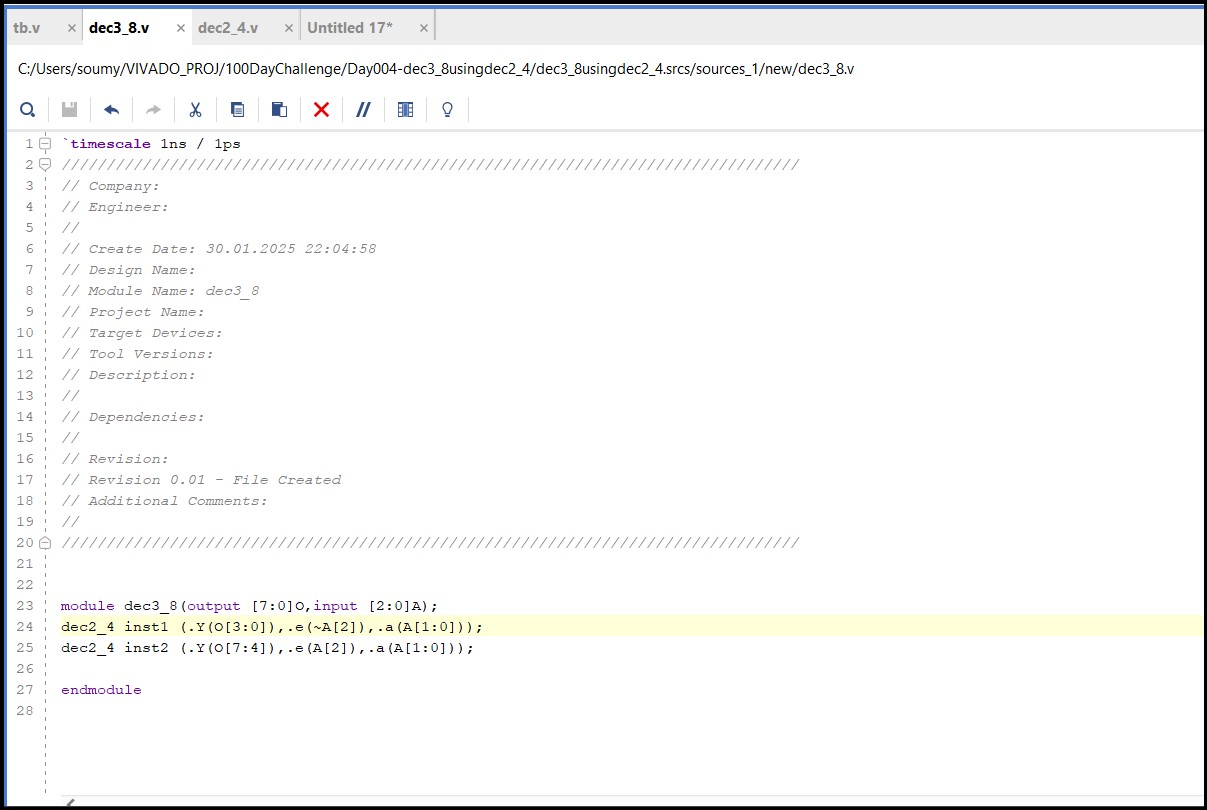 tb.v × dec3_8.v × dec2_4.v × Untitled 17* ×
C:/Users/soumy/VIVADO_PROJ/100DayChallenge/Day004-dec3_8usingdec2_4/dec3_8usingdec2_4.srcs/sources_1/new/dec3_8.v
1 `timescale 1ns / 1ps
2 //////////////////////////////////////////////////////////////////////////////////
3 // Company:
4 // Engineer:
5 //
6 // Create Date: 30.01.2025 22:04:58
7 // Design Name:
8 // Module Name: dec3_8
9 // Project Name:
10 // Target Devices:
11 // Tool Versions:
12 // Description:
13 //
14 // Dependencies:
15 //
16 // Revision:
17 // Revision 0.01 - File Created
18 // Additional Comments:
19 //
20 //////////////////////////////////////////////////////////////////////////////////
21
22
23 module dec3_8(output [7:0]O,input [2:0]A);
24 dec2_4 inst1 (.Y(O[3:0]),.e(~A[2]),.a(A[1:0]));
25 dec2_4 inst2 (.Y(O[7:4]),.e(A[2]),.a(A[1:0]));
26
27 endmodule
28